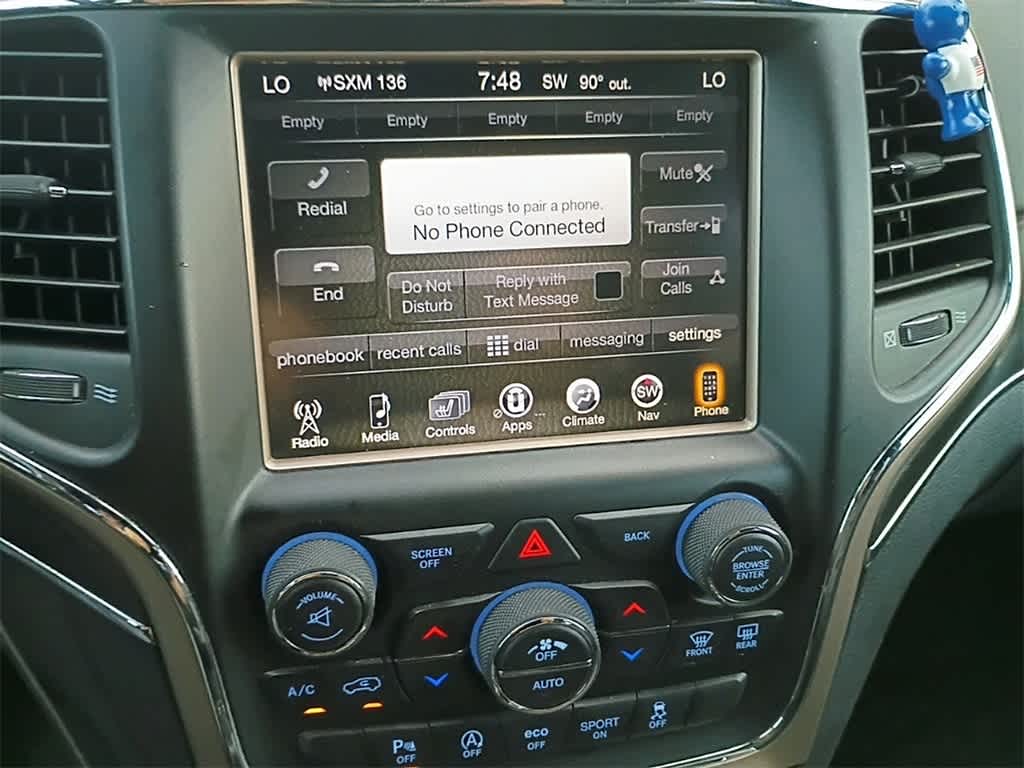 LO SXM 136 7:48 SW 90° out. LO
Empty Empty Empty Empty Empty
Redial
Go to settings to pair a phone.
No Phone Connected
Mute
Transfer
End
Do Not
Disturb
Reply with
Text Message
Join
Calls
phonebook recent calls dial messaging settings
Radio Media Controls Apps Climate SW Nav Phone
SCREEN
OFF
BACK
VOLUME
TUNE
BROWSE
ENTER
SCROLL
OFF
AUTO
FRONT
REAR
A/C
P OFF
A OFF
eco
OFF
SPORT
ON
OFF